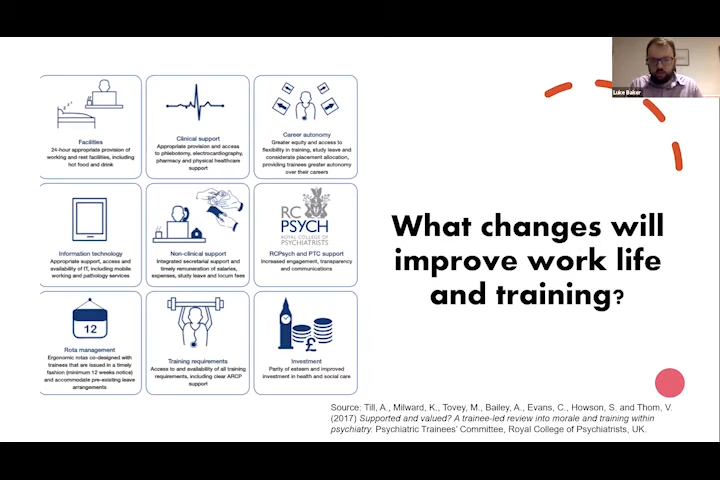 Luke Baker
Facilities
24-hour appropriate provision of
working and rest facilities, including
hot food and drink
Clinical support
Appropriate provision and access
to phlebotomy, electrocardiography,
pharmacy and physical healthcare
support
Career autonomy
Greater equity and access to
flexibility in training, study leave and
considerate placement allocation,
providing trainees greater autonomy
over their careers
Information technology
Appropriate support, access and
availability of IT, including mobile
working and pathology services
Non-clinical support
Integrated secretarial support and
timely remuneration of salaries,
expenses, study leave and locum fees
RC
PSYCH
ROYAL COLLEGE OF
PSYCHIATRISTS
RCPsych and PTC support
Increased engagement, transparency
and communications
12
Rota management
Ergonomic rotas co-designed with
trainees that are issued in a timely
fashion (minimum 12 weeks notice)
and accommodate pre-existing leave
arrangements
Training requirements
Access to and availability of all training
requirements, including clear ARCP
support
£
Investment
Parity of esteem and improved
investment in health and social care
What changes will
improve work life
and training?
Source: Till, A., Milward, K., Tovey, M., Bailey, A., Evans, C., Howson, S. and Thom, V.
(2017) Supported and valued? A trainee-led review into morale and training within
psychiatry. Psychiatric Trainees' Committee, Royal College of Psychiatrists, UK.